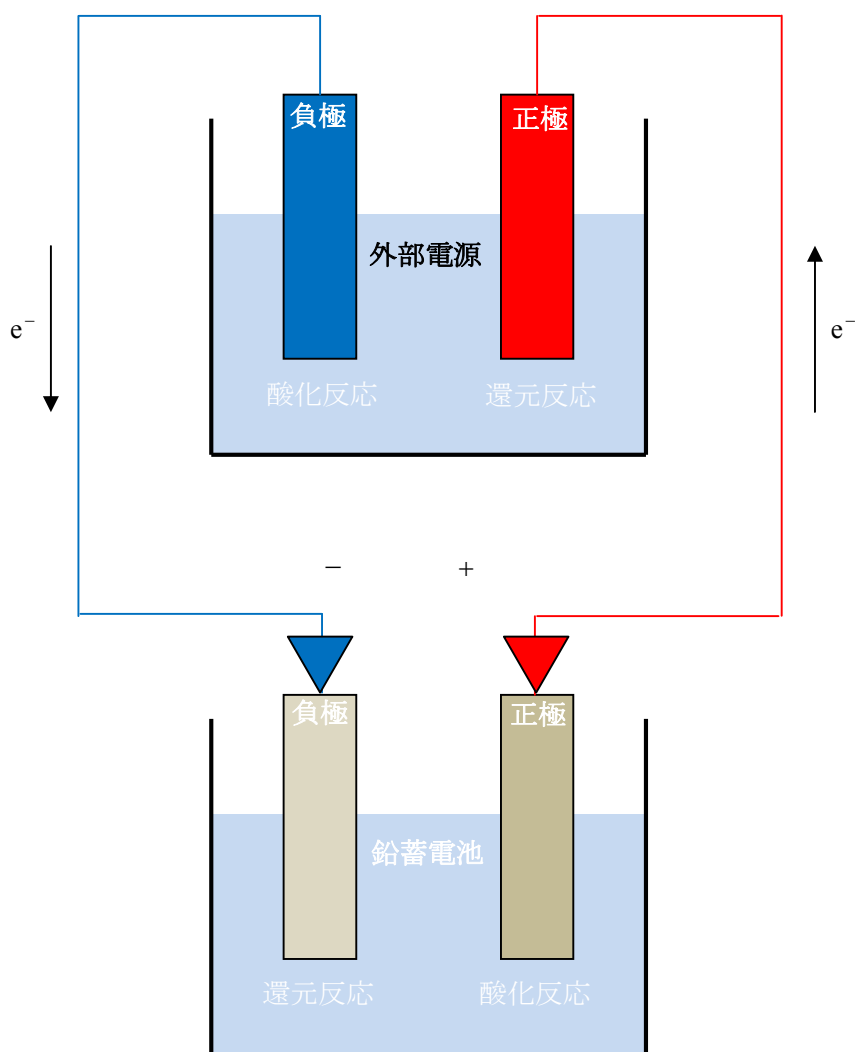 負極 正極
外部電源
e⁻ e⁻
酸化反応 還元反応
− +
負極 正極
鉛蓄電池
還元反応 酸化反応